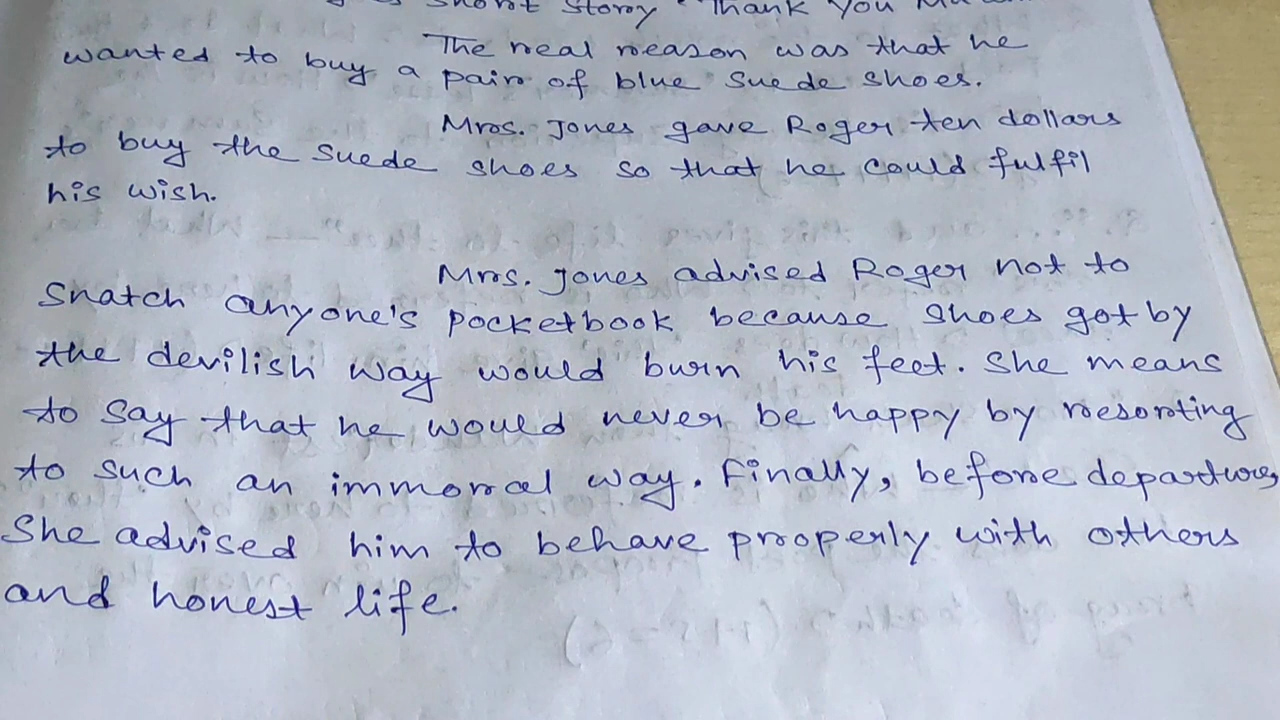 short story "Thank You
The real reason was that he
wanted to buy a pair of blue suede shoes.
Mrs. Jones gave Roger ten dollars
to buy the suede shoes so that he could fulfil
his wish.
Mrs. Jones advised Roger not to
snatch anyone's pocketbook because shoes got by
the devilish way would burn his feet. She means
to say that he would never be happy by resorting
to such an immoral way. Finally, before departure,
She advised him to behave properly with others
and honest life.